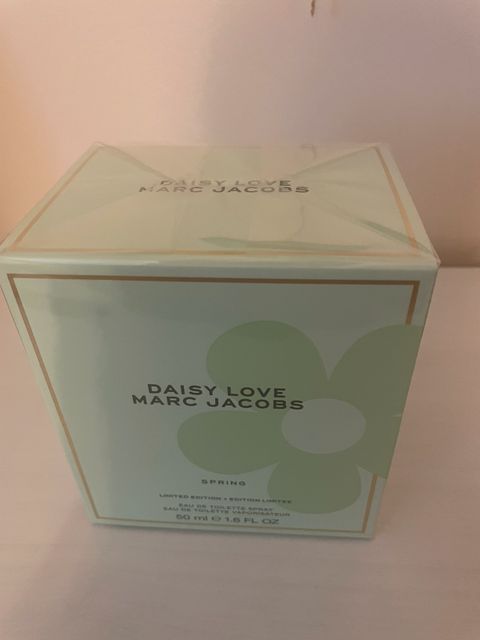 DAISY LOVE
MARC JACOBS
DAISY LOVE
MARC JACOBS
SPRING
LIMITED EDITION • EDITION LIMITÉE
EAU DE TOILETTE SPRAY
EAU DE TOILETTE VAPORISATEUR
50 ml ℮ 1.6 FL OZ